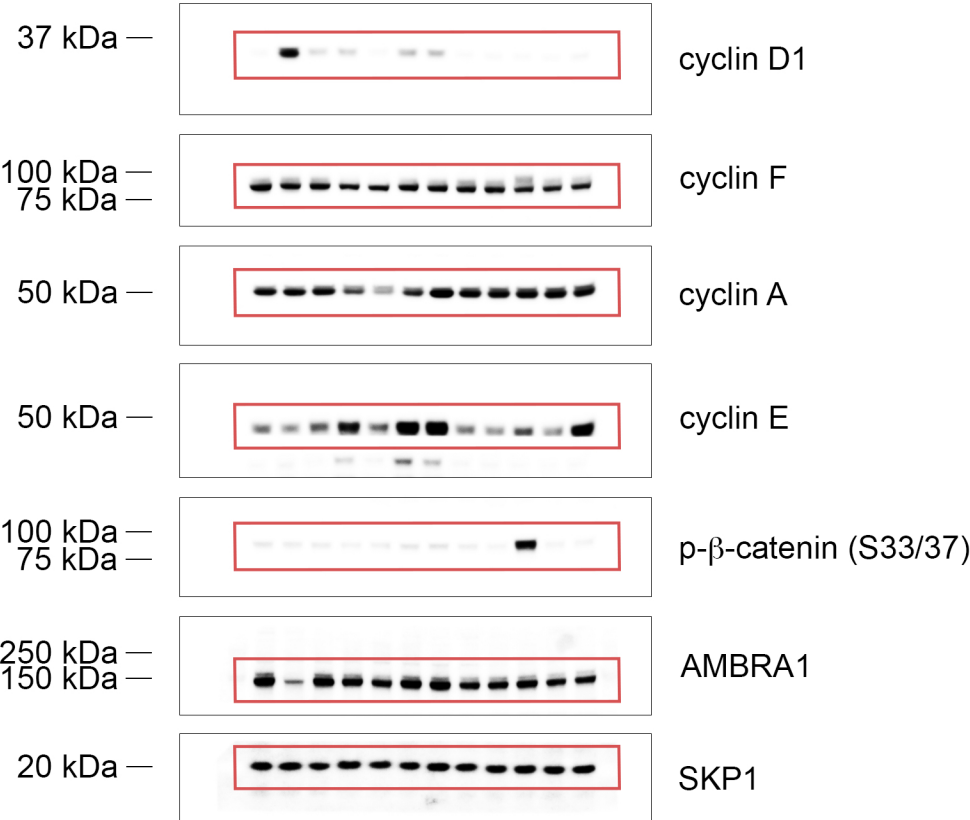 37 kDa
cyclin D1
100 kDa
75 kDa
cyclin F
50 kDa
cyclin A
50 kDa
cyclin E
100 kDa
75 kDa
p-β-catenin (S33/37)
250 kDa
150 kDa
AMBRA1
20 kDa
SKP1